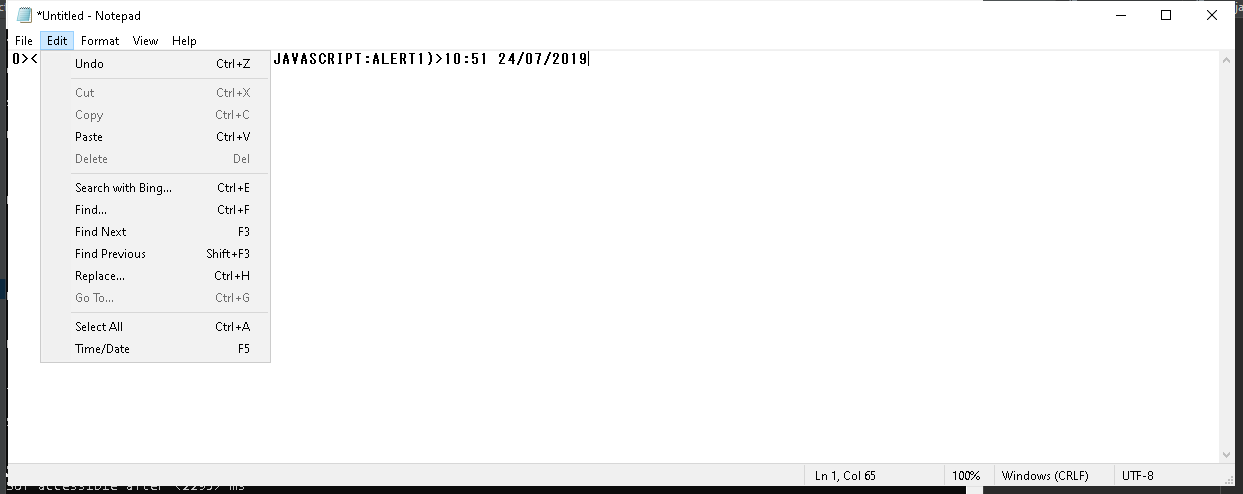 *Untitled - Notepad
File Edit Format View Help
0>< JAVASCRIPT:ALERT1)>10:51 24/07/2019
Undo Ctrl+Z
Cut Ctrl+X
Copy Ctrl+C
Paste Ctrl+V
Delete Del
Search with Bing... Ctrl+E
Find... Ctrl+F
Find Next F3
Find Previous Shift+F3
Replace... Ctrl+H
Go To... Ctrl+G
Select All Ctrl+A
Time/Date F5
Ln 1, Col 65 100% Windows (CRLF) UTF-8
accessible after ms